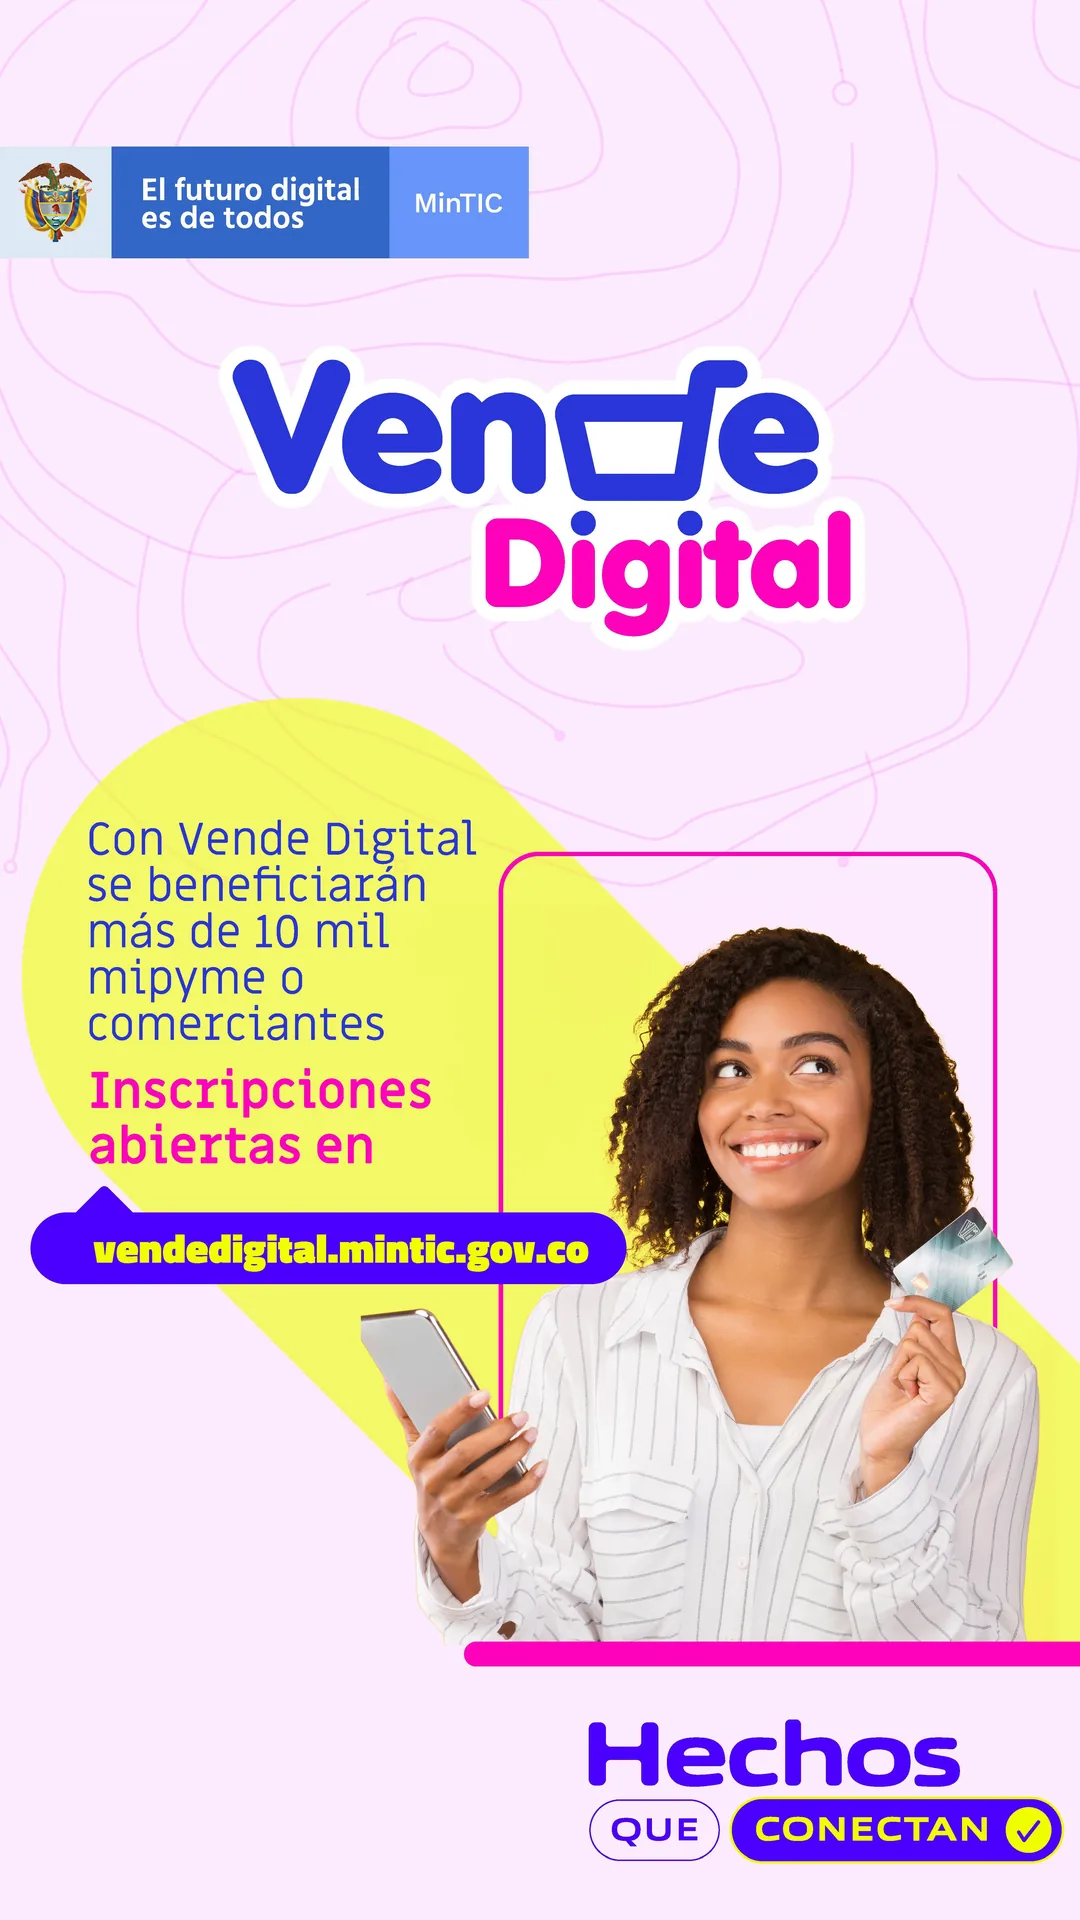 El futuro digital
es de todos
MinTIC
Vende
Digital
Con Vende Digital
se beneficiarán
más de 10 mil
mipyme o
comerciantes
Inscripciones
abiertas en
vendedigital.mintic.gov.co
Hechos
QUE CONECTAN